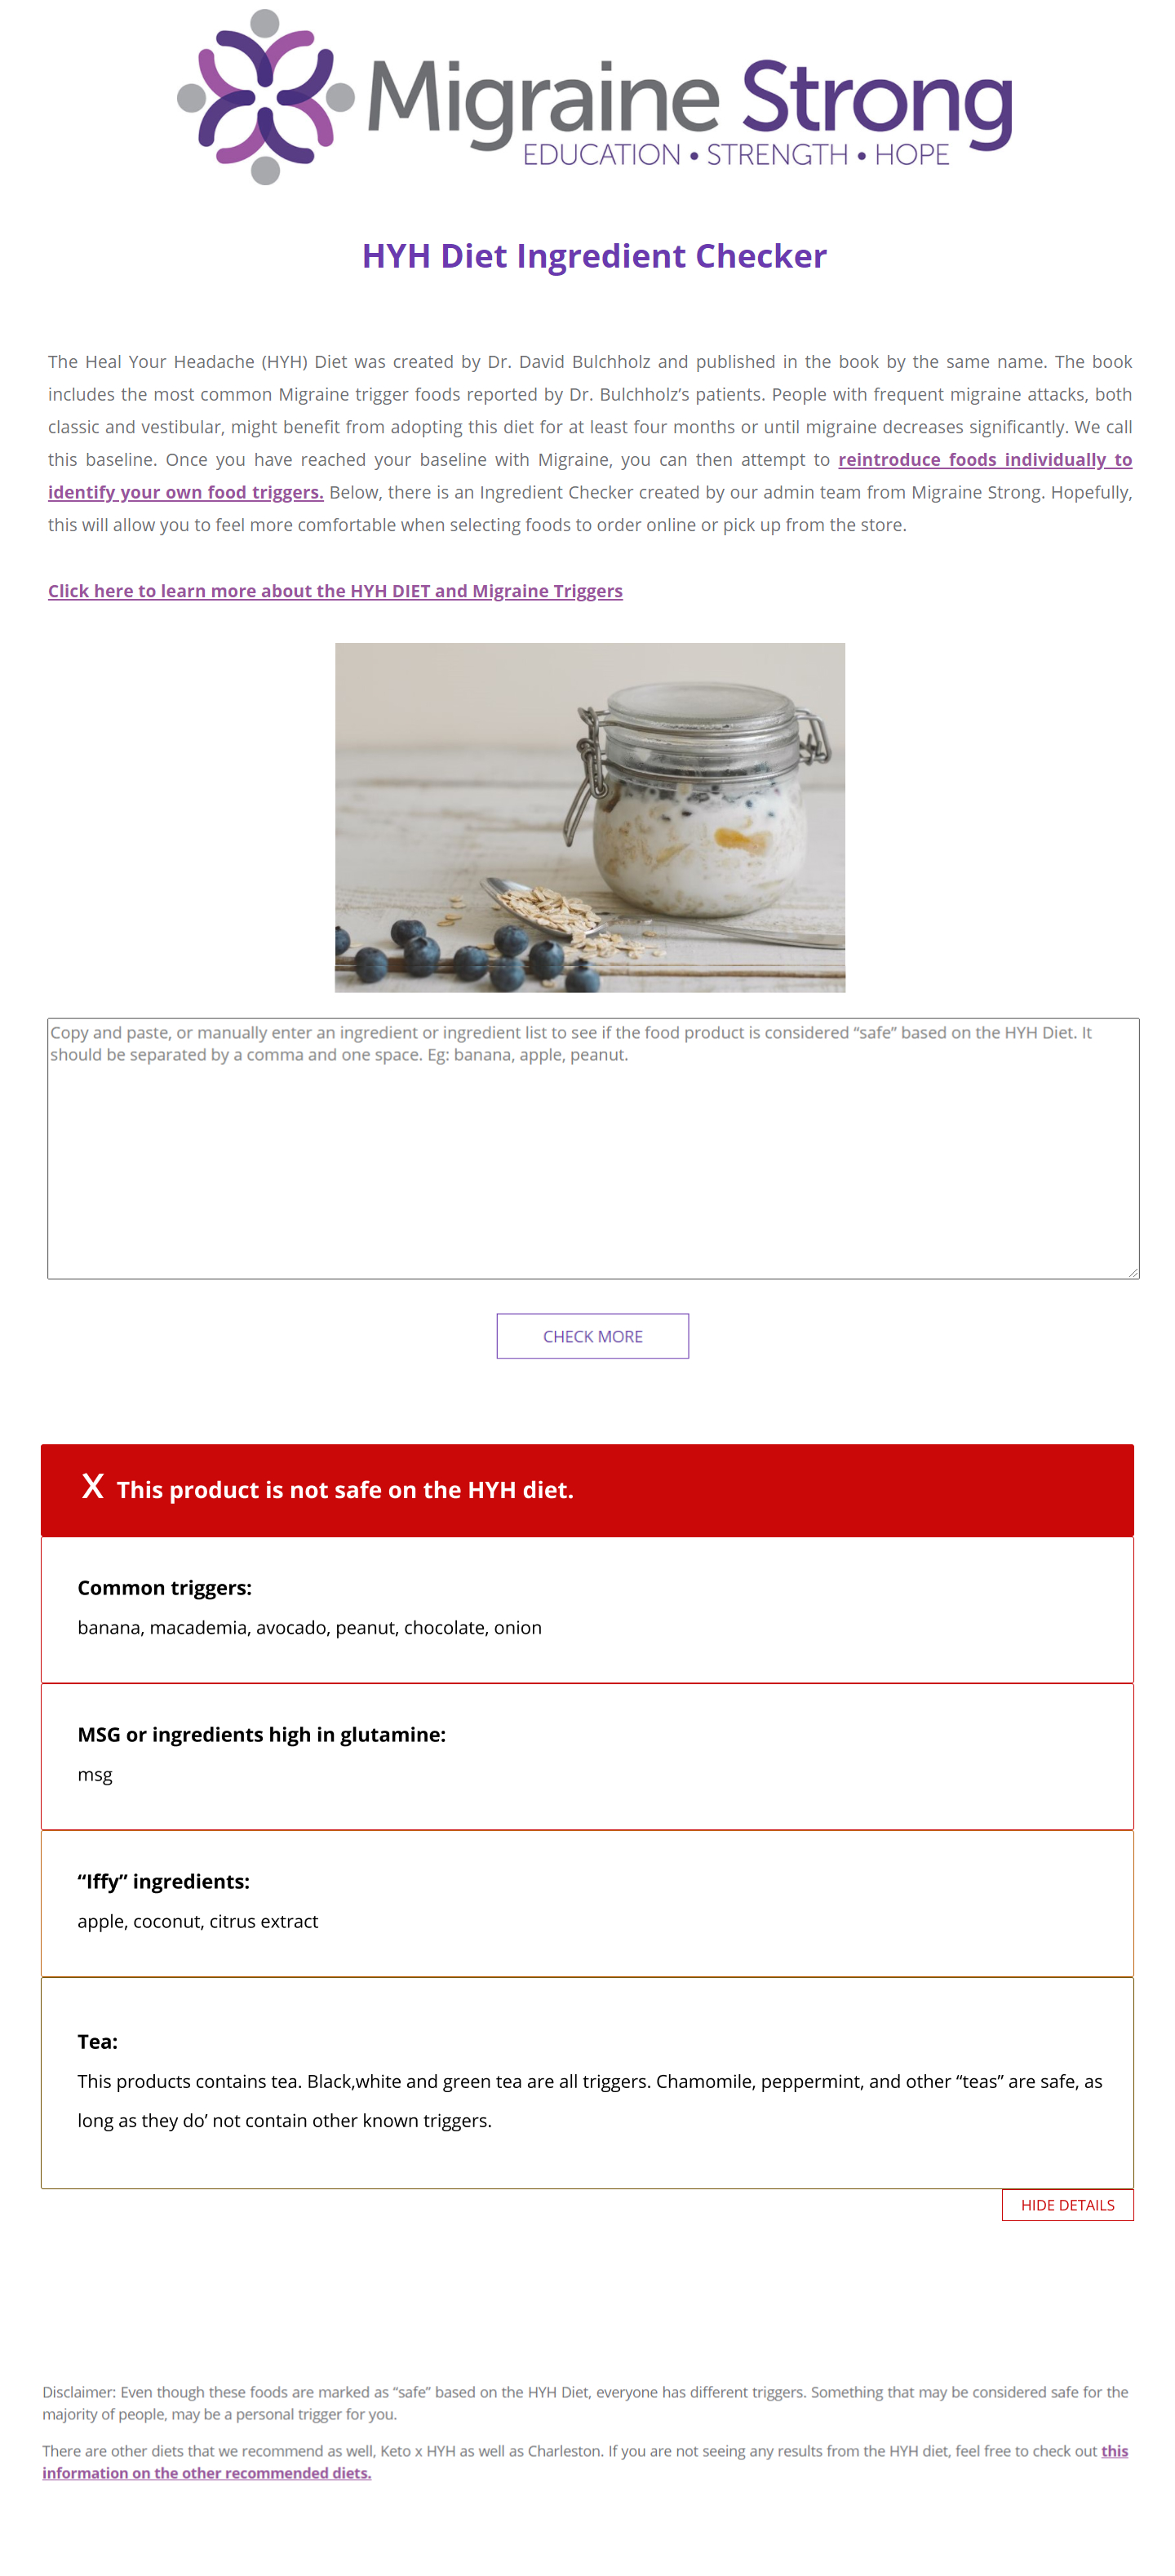 Migraine Strong
EDUCATION • STRENGTH • HOPE
HYH Diet Ingredient Checker
The Heal Your Headache (HYH) Diet was created by Dr. David Bulchholz and published in the book by the same name. The book
includes the most common Migraine trigger foods reported by Dr. Bulchholz’s patients. People with frequent migraine attacks, both
classic and vestibular, might benefit from adopting this diet for at least four months or until migraine decreases significantly. We call
this baseline. Once you have reached your baseline with Migraine, you can then attempt to reintroduce foods individually to
identify your own food triggers. Below, there is an Ingredient Checker created by our admin team from Migraine Strong. Hopefully,
this will allow you to feel more comfortable when selecting foods to order online or pick up from the store.
Click here to learn more about the HYH DIET and Migraine Triggers
Copy and paste, or manually enter an ingredient or ingredient list to see if the food product is considered “safe” based on the HYH Diet. It
should be separated by a comma and one space. Eg: banana, apple, peanut.
CHECK MORE
X This product is not safe on the HYH diet.
Common triggers:
banana, macademia, avocado, peanut, chocolate, onion
MSG or ingredients high in glutamine:
msg
“Iffy” ingredients:
apple, coconut, citrus extract
Tea:
This products contains tea. Black,white and green tea are all triggers. Chamomile, peppermint, and other “teas” are safe, as
long as they do’ not contain other known triggers.
HIDE DETAILS
Disclaimer: Even though these foods are marked as “safe” based on the HYH Diet, everyone has different triggers. Something that may be considered safe for the
majority of people, may be a personal trigger for you.
There are other diets that we recommend as well, Keto x HYH as well as Charleston. If you are not seeing any results from the HYH diet, feel free to check out this
information on the other recommended diets.